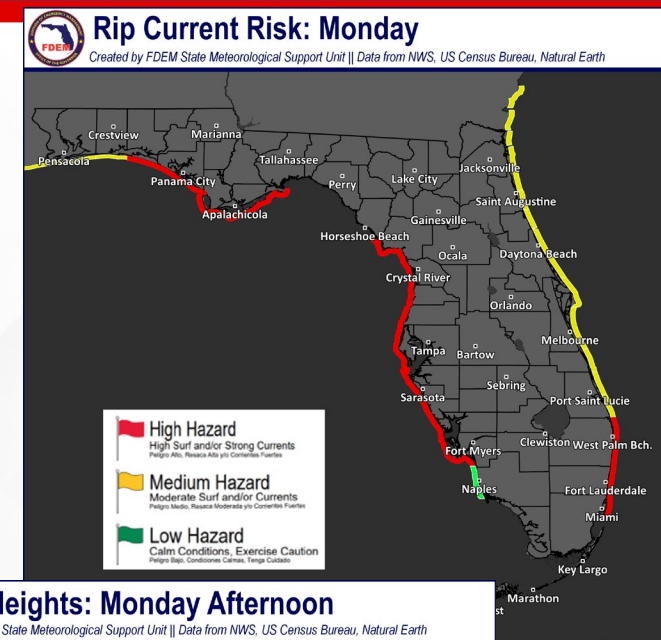 FDEM
Rip Current Risk: Monday
Created by FDEM State Meteorological Support Unit || Data from NWS, US Census Bureau, Natural Earth
Crestview
Marianna
Pensacola
Tallahassee
Panama City
Perry
Lake City
Jacksonville
Apalachicola
Saint Augustine
Gainesville
Horseshoe Beach
Ocala
Daytona Beach
Crystal River
Orlando
Melbourne
Tampa
Bartow
Sebring
Sarasota
Port Saint Lucie
Clewiston
West Palm Bch.
Fort Myers
Naples
Fort Lauderdale
Miami
Key Largo
Marathon
st
High Hazard
High Surf and/or Strong Currents
Peligro Alto, Resaca Alta y/o Corrientes Fuertes
Medium Hazard
Moderate Surf and/or Currents
Peligro Medio, Resaca Moderada y/o Corrientes Fuertes
Low Hazard
Calm Conditions, Exercise Caution
Peligro Bajo, Condiciones Calmas, Tenga Cuidado
Heights: Monday Afternoon
State Meteorological Support Unit || Data from NWS, US Census Bureau, Natural Earth